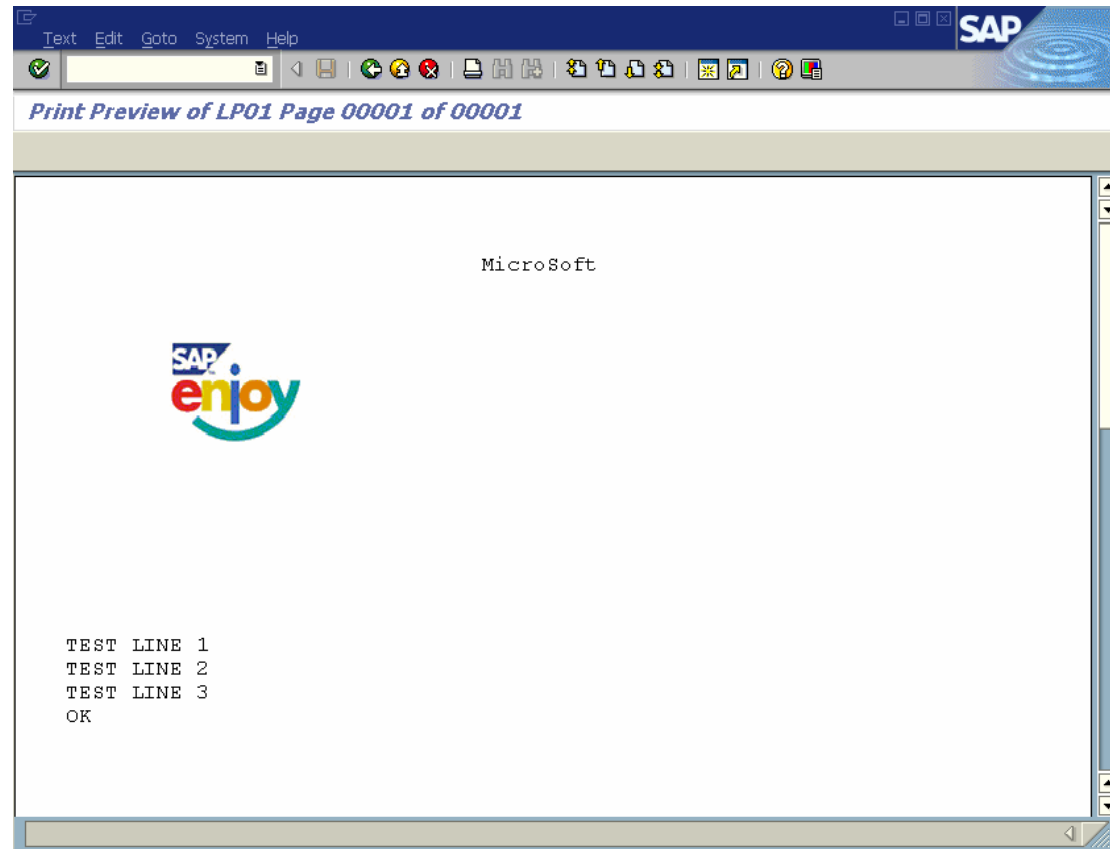 Text Edit Goto System Help
SAP
Print Preview of LP01 Page 00001 of 00001
MicroSoft
SAP
enjoy
TEST LINE 1
TEST LINE 2
TEST LINE 3
OK